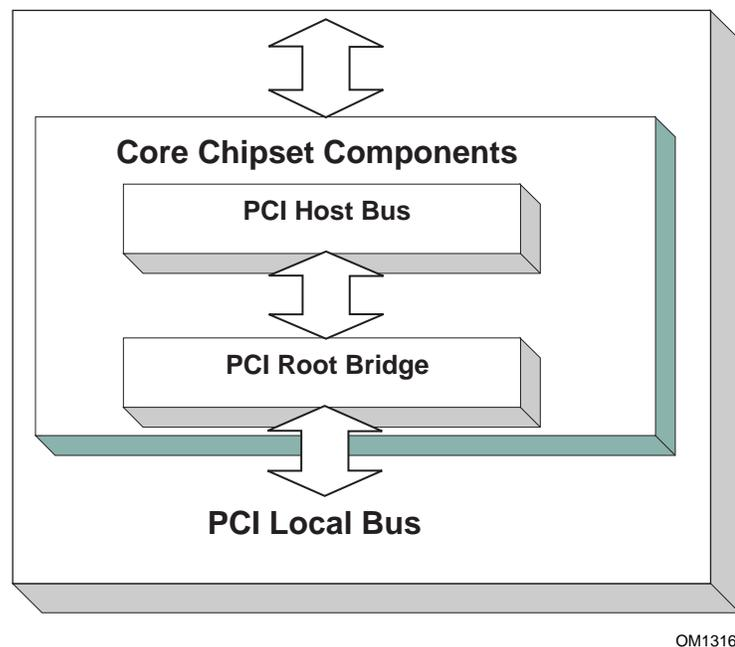 Core Chipset Components
PCI Host Bus
PCI Root Bridge
PCI Local Bus
OM1316